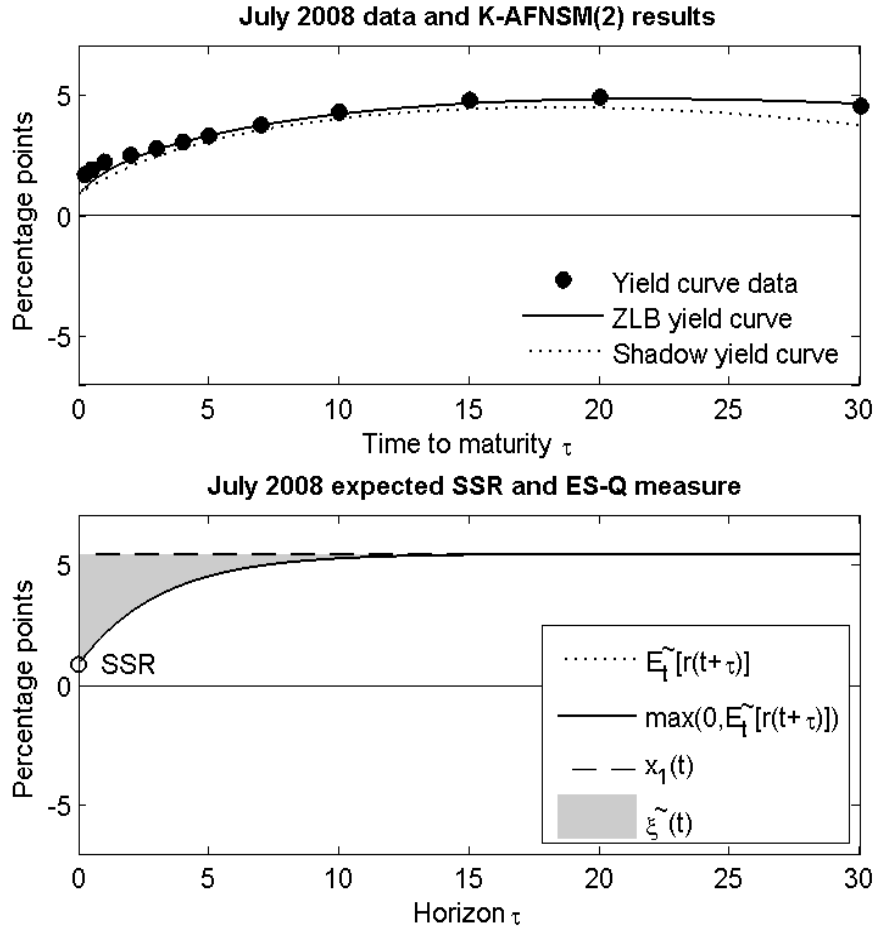 July 2008 data and K-AFNSM(2) results
Percentage points
5
0
-5
Yield curve data
ZLB yield curve
Shadow yield curve
0 5 10 15 20 25 30
Time to maturity τ
July 2008 expected SSR and ES-Q measure
Percentage points
5
0
-5
SSR
E~t[r(t+τ)]
max(0,E~t[r(t+τ)])
x1(t)
ξ~(t)
0 5 10 15 20 25 30
Horizon τ